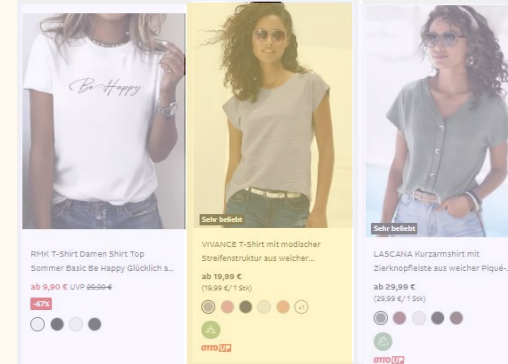 Be Happy
RMK T-Shirt Damen Shirt Top
Sommer Basic Be Happy Glücklich a...
ab 9,90 € UVP 29,90 €
-67%
Sehr beliebt
VIVANCE T-Shirt mit modischer
Streifenstruktur aus weicher...
ab 19,99 €
(19,99 €/1 Stk)
+1
OTTO UP
Sehr beliebt
LASCANA Kurzarmshirt mit
Zierknopfleiste aus weicher Piqué-...
ab 29,99 €
(29,99 €/1 Stk)
OTTO UP